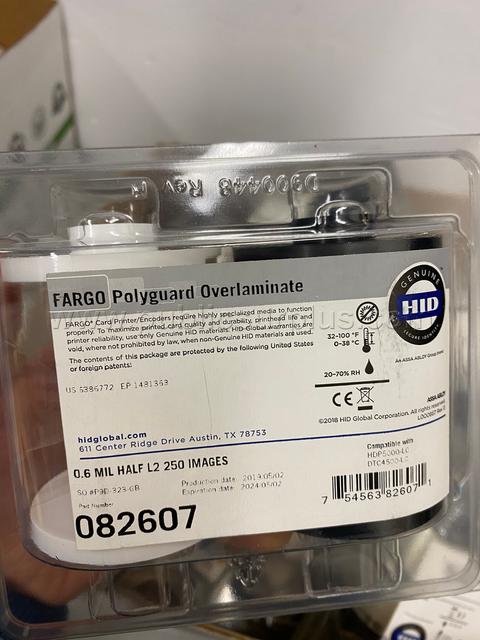 D900448 Rev F
FARGO Polyguard Overlaminate
FARGO® Card Printer/Encoders require highly specialized media to function
properly. To maximize printed card quality and durability, printhead life and
printer reliability, use only Genuine HID materials. HID Global warranties are
void, where not prohibited by law, when non-Genuine HID materials are used.
The contents of this package are protected by the following United States
or foreign patents:
US 6386772 EP 1481363
GENUINE
HID
An ASSA ABLOY Group brand
32-100 °F
0-38 °C
20-70% RH
CE
ASSA ABLOY
©2018 HID Global Corporation. All rights reserved.
hidglobal.com
611 Center Ridge Drive Austin, TX 78753
0.6 MIL HALF L2 250 IMAGES
Production date: 2019/05/02
Expiration date: 2024/05/02
Part Number
082607
Compatible with
HDP5000-LC
DTC4500-LC
7 54563 82607 1